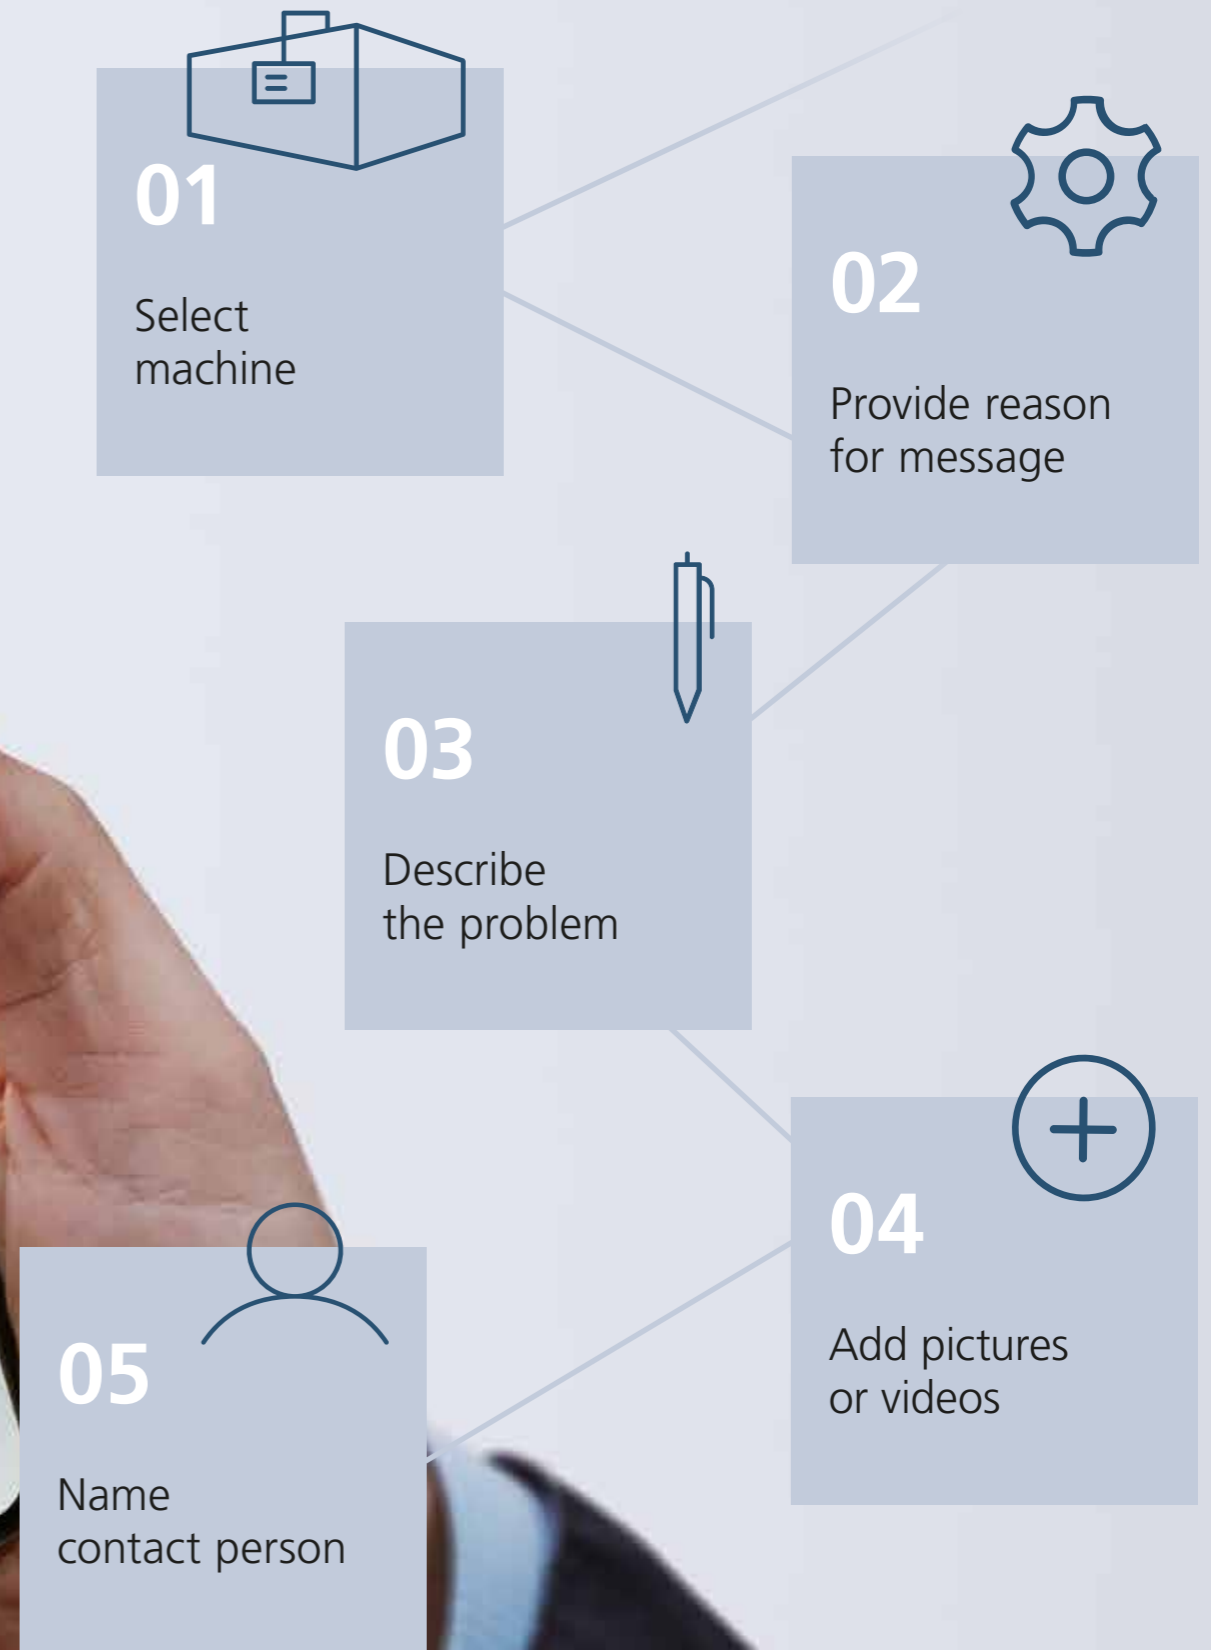 01
Select
machine
02
Provide reason
for message
03
Describe
the problem
04
Add pictures
or videos
05
Name
contact person